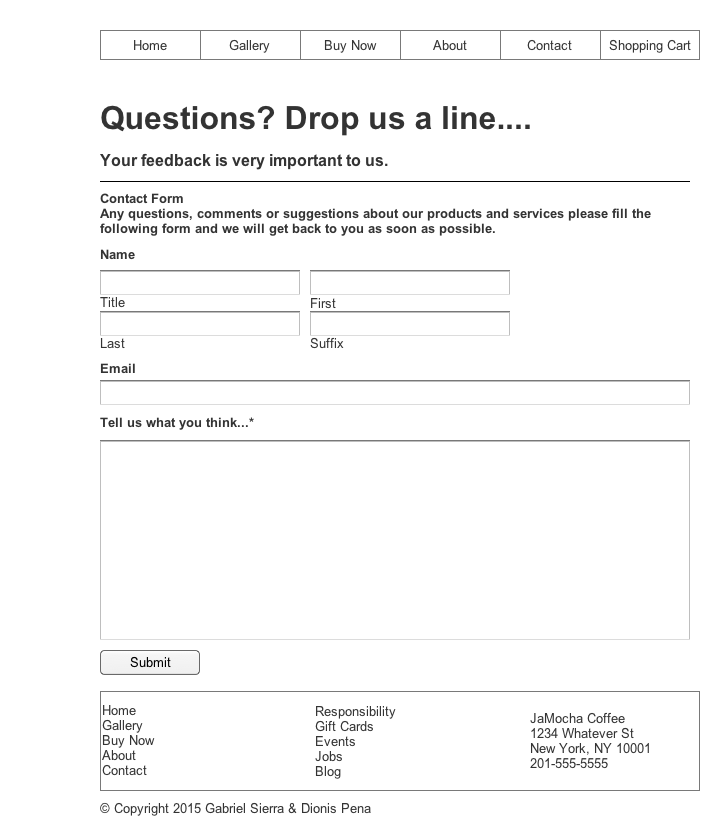 Home Gallery Buy Now About Contact Shopping Cart
Questions? Drop us a line....
Your feedback is very important to us.
Contact Form
Any questions, comments or suggestions about our products and services please fill the
following form and we will get back to you as soon as possible.
Name
Title First
Last Suffix
Email
Tell us what you think...*
Submit
Home
Gallery
Buy Now
About
Contact
Responsibility
Gift Cards
Events
Jobs
Blog
JaMocha Coffee
1234 Whatever St
New York, NY 10001
201-555-5555
© Copyright 2015 Gabriel Sierra & Dionis Pena